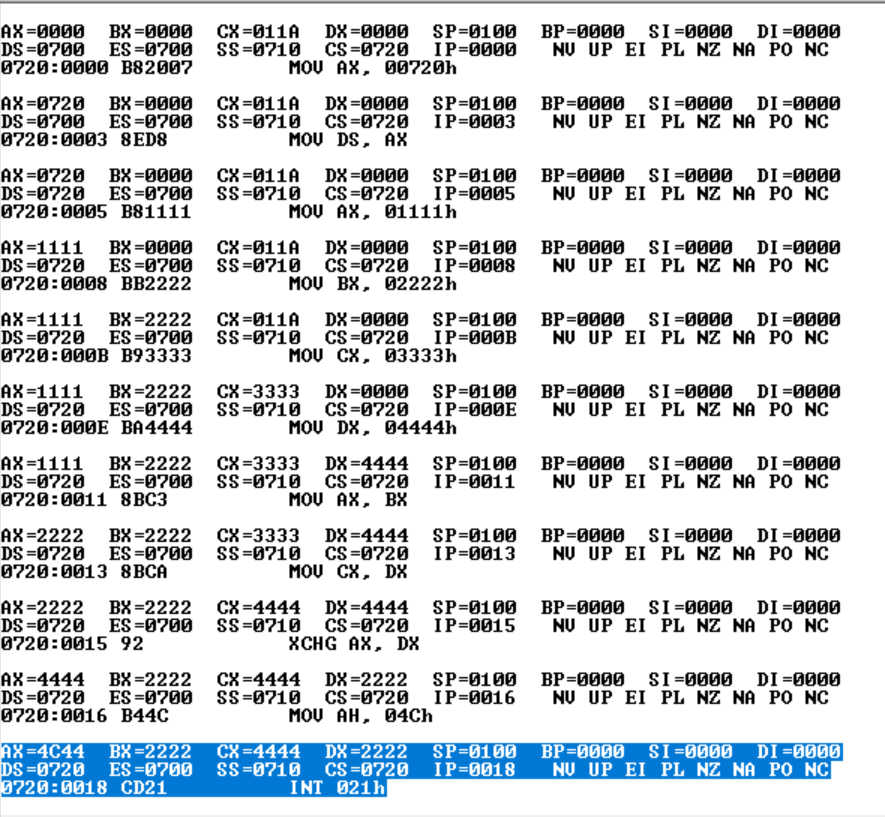 AX=0000 BX=0000 CX=011A DX=0000 SP=0100 BP=0000 SI=0000 DI=0000
DS=0700 ES=0700 SS=0710 CS=0720 IP=0000 NV UP EI PL NZ NA PO NC
0720:0000 B82007 MOV AX, 00720h
AX=0720 BX=0000 CX=011A DX=0000 SP=0100 BP=0000 SI=0000 DI=0000
DS=0700 ES=0700 SS=0710 CS=0720 IP=0003 NV UP EI PL NZ NA PO NC
0720:0003 8ED8 MOV DS, AX
AX=0720 BX=0000 CX=011A DX=0000 SP=0100 BP=0000 SI=0000 DI=0000
DS=0720 ES=0700 SS=0710 CS=0720 IP=0005 NV UP EI PL NZ NA PO NC
0720:0005 B81111 MOV AX, 01111h
AX=1111 BX=0000 CX=011A DX=0000 SP=0100 BP=0000 SI=0000 DI=0000
DS=0720 ES=0700 SS=0710 CS=0720 IP=0008 NV UP EI PL NZ NA PO NC
0720:0008 BB2222 MOV BX, 02222h
AX=1111 BX=2222 CX=011A DX=0000 SP=0100 BP=0000 SI=0000 DI=0000
DS=0720 ES=0700 SS=0710 CS=0720 IP=000B NV UP EI PL NZ NA PO NC
0720:000B B93333 MOV CX, 03333h
AX=1111 BX=2222 CX=3333 DX=0000 SP=0100 BP=0000 SI=0000 DI=0000
DS=0720 ES=0700 SS=0710 CS=0720 IP=000E NV UP EI PL NZ NA PO NC
0720:000E BA4444 MOV DX, 04444h
AX=1111 BX=2222 CX=3333 DX=4444 SP=0100 BP=0000 SI=0000 DI=0000
DS=0720 ES=0700 SS=0710 CS=0720 IP=0011 NV UP EI PL NZ NA PO NC
0720:0011 8BC3 MOV AX, BX
AX=2222 BX=2222 CX=3333 DX=4444 SP=0100 BP=0000 SI=0000 DI=0000
DS=0720 ES=0700 SS=0710 CS=0720 IP=0013 NV UP EI PL NZ NA PO NC
0720:0013 8BCA MOV CX, DX
AX=2222 BX=2222 CX=4444 DX=4444 SP=0100 BP=0000 SI=0000 DI=0000
DS=0720 ES=0700 SS=0710 CS=0720 IP=0015 NV UP EI PL NZ NA PO NC
0720:0015 92 XCHG AX, DX
AX=4444 BX=2222 CX=4444 DX=2222 SP=0100 BP=0000 SI=0000 DI=0000
DS=0720 ES=0700 SS=0710 CS=0720 IP=0016 NV UP EI PL NZ NA PO NC
0720:0016 B44C MOV AH, 04Ch
AX=4C44 BX=2222 CX=4444 DX=2222 SP=0100 BP=0000 SI=0000 DI=0000
DS=0720 ES=0700 SS=0710 CS=0720 IP=0018 NV UP EI PL NZ NA PO NC
0720:0018 CD21 INT 021h